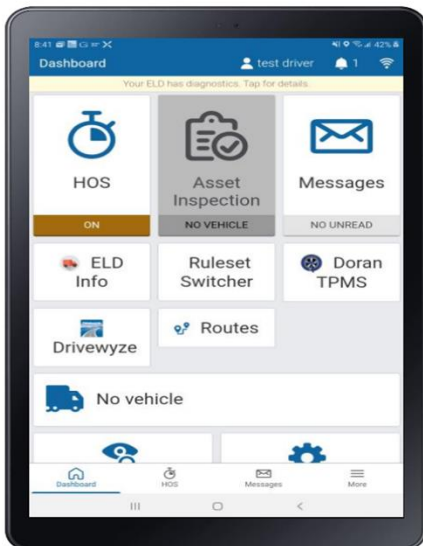 8:41 42%
Dashboard test driver 1
Your ELD has diagnostics. Tap for details.
HOS
Asset
Inspection
Messages
ON
NO VEHICLE
NO UNREAD
ELD
Info
Ruleset
Switcher
Doran
TPMS
Drivewyze
Routes
No vehicle
Dashboard
HOS
Messages
More